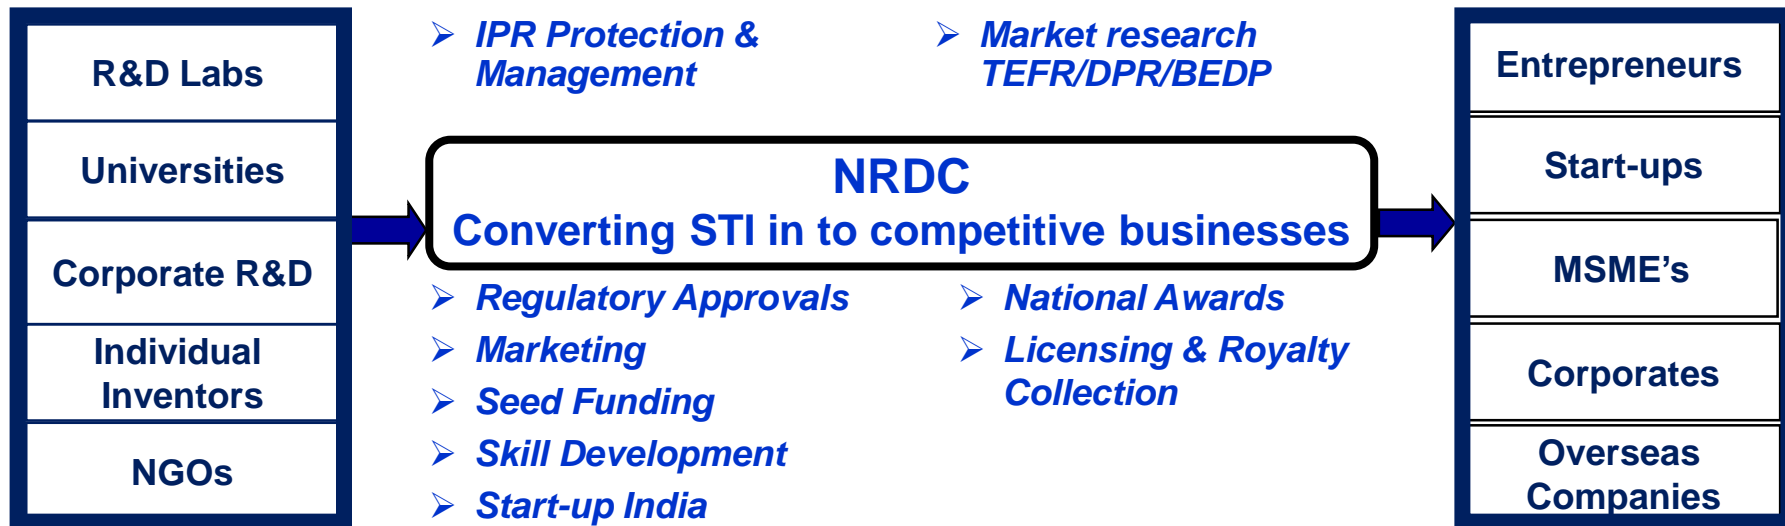 R&D Labs
Universities
Corporate R&D
Individual
Inventors
NGOs
➢ IPR Protection &
Management
➢ Market research
TEFR/DPR/BEDP
NRDC
Converting STI in to competitive businesses
➢ Regulatory Approvals
➢ Marketing
➢ Seed Funding
➢ Skill Development
➢ Start-up India
➢ National Awards
➢ Licensing & Royalty
Collection
Entrepreneurs
Start-ups
MSME’s
Corporates
Overseas
Companies